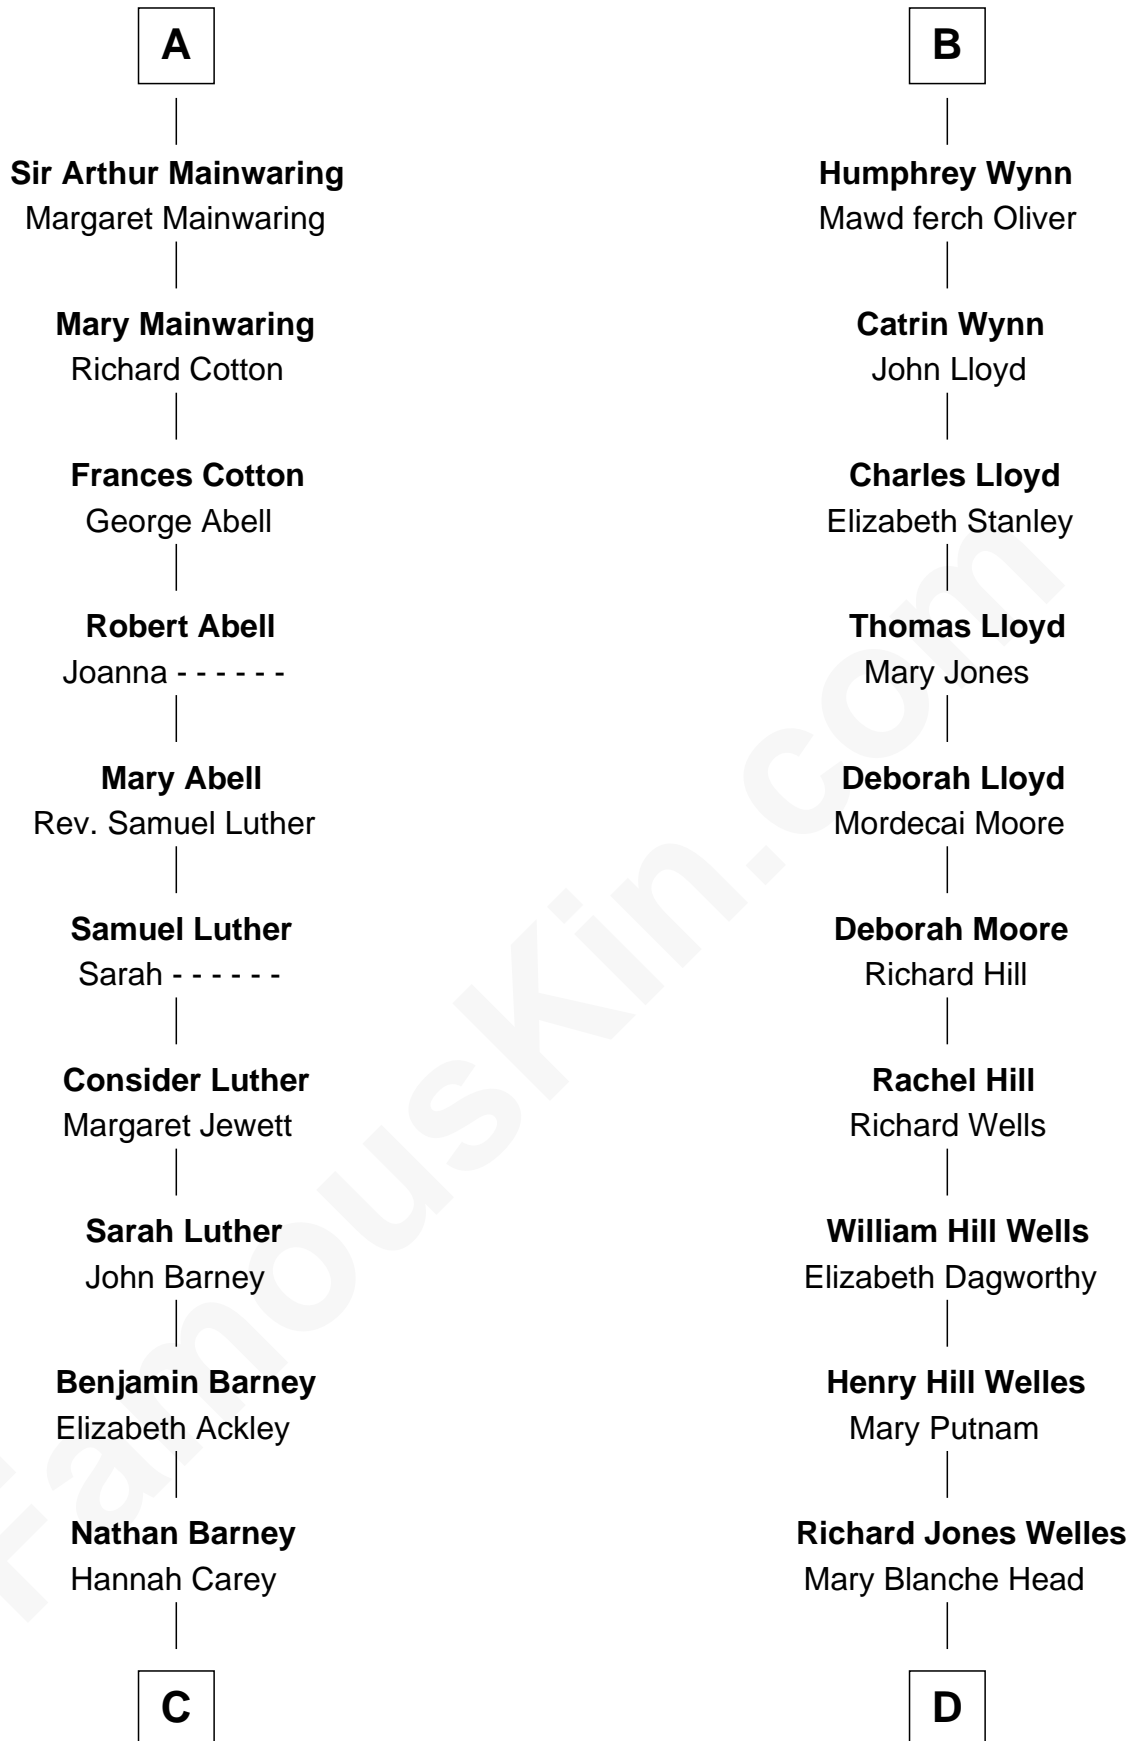 A
Sir Arthur Mainwaring
Margaret Mainwaring
Mary Mainwaring
Richard Cotton
Frances Cotton
George Abell
Robert Abell
Joanna - - - - - -
Mary Abell
Rev. Samuel Luther
Samuel Luther
Sarah - - - - - -
Consider Luther
Margaret Jewett
Sarah Luther
John Barney
Benjamin Barney
Elizabeth Ackley
Nathan Barney
Hannah Carey
C
B
Humphrey Wynn
Mawd ferch Oliver
Catrin Wynn
John Lloyd
Charles Lloyd
Elizabeth Stanley
Thomas Lloyd
Mary Jones
Deborah Lloyd
Mordecai Moore
Deborah Moore
Richard Hill
Rachel Hill
Richard Wells
William Hill Wells
Elizabeth Dagworthy
Henry Hill Welles
Mary Putnam
Richard Jones Welles
Mary Blanche Head
D
FamousKin.com